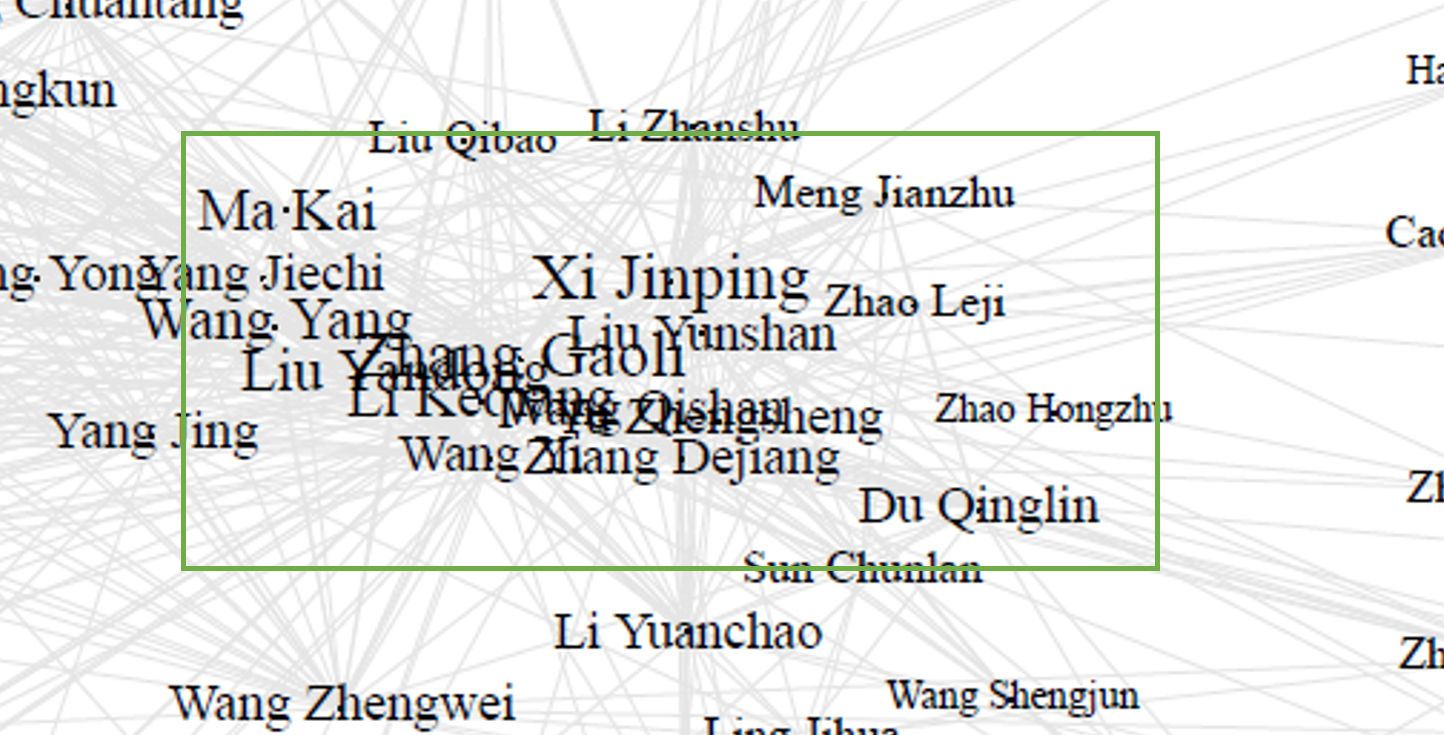 Chuantang
ngkun
Ha
Liu Qibao
Li Zhanshu
Ma Kai
Meng Jianzhu
Cao
ng Yong
Yang Jiechi
Xi Jinping
Zhao Leji
Wang Yang
Liu Yunshan
Zhang Gaoli
Liu Yandong
Li Keqiang
Wang Qishan
Yu Zhengsheng
Zhao Hongzhu
Yang Jing
Wang Yi
Zhang Dejiang
Zh
Du Qinglin
Sun Chunlan
Li Yuanchao
Zh
Wang Zhengwei
Wang Shengjun
Ling Jihua